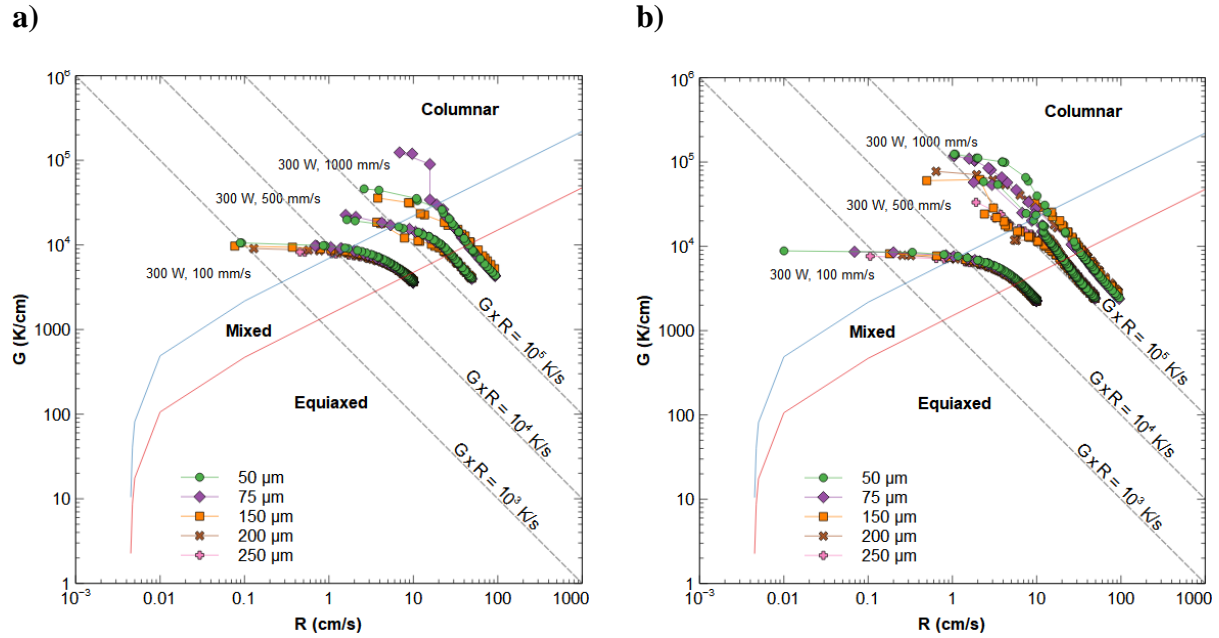 a)
10⁶
10⁵
10⁴
1000
100
10
1
G (K/cm)
10⁻³
0.01
0.1
1
10
100
1000
R (cm/s)
Columnar
Mixed
Equiaxed
300 W, 1000 mm/s
300 W, 500 mm/s
300 W, 100 mm/s
G x R = 10⁵ K/s
G x R = 10⁴ K/s
G x R = 10³ K/s
50 µm
75 µm
150 µm
200 µm
250 µm
b)
10⁶
10⁵
10⁴
1000
100
10
1
G (K/cm)
10⁻³
0.01
0.1
1
10
100
1000
R (cm/s)
Columnar
Mixed
Equiaxed
300 W, 1000 mm/s
300 W, 500 mm/s
300 W, 100 mm/s
G x R = 10⁵ K/s
G x R = 10⁴ K/s
G x R = 10³ K/s
50 µm
75 µm
150 µm
200 µm
250 µm